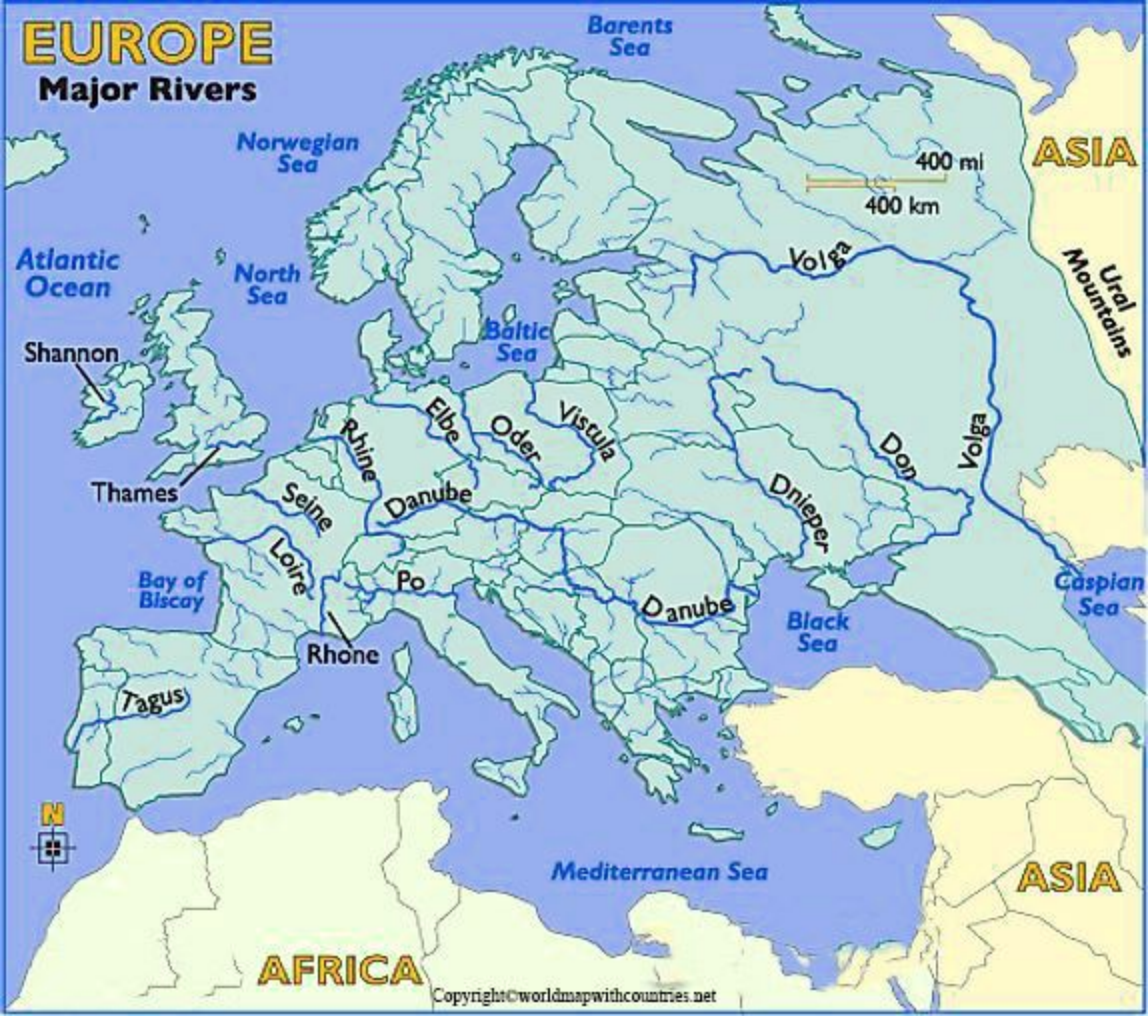 EUROPE
Major Rivers
Barents
Sea
Norwegian
Sea
ASIA
400 mi
400 km
Atlantic
Ocean
North
Sea
Volga
Ural
Mountains
Baltic
Sea
Shannon
Elbe
Oder
Vistula
Rhine
Don
Volga
Thames
Seine
Danube
Dnieper
Loire
Po
Bay of
Biscay
Danube
Black
Sea
Caspian
Sea
Rhone
Tagus
N
Mediterranean Sea
ASIA
AFRICA
Copyright©worldmapwithcountries.net